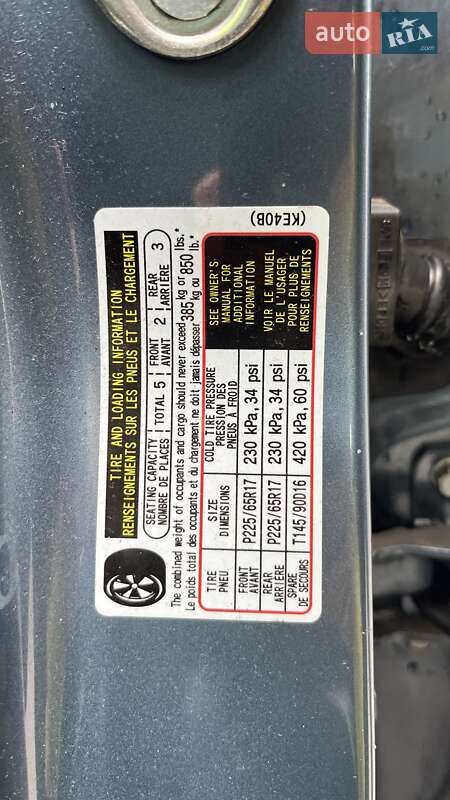 auto RIA.com
TIRE AND LOADING INFORMATION
RENSEIGNEMENTS SUR LES PNEUS ET LE CHARGEMENT
SEATING CAPACITY TOTAL 5 FRONT 2 REAR 3
NOMBRE DE PLACES AVANT ARRIÈRE
The combined weight of occupants and cargo should never exceed 385 kg or 850 lbs.*
Le poids total des occupants et du chargement ne doit jamais dépasser kg ou lb.*
TIRE SIZE COLD TIRE PRESSURE
PNEU DIMENSIONS PRESSION DES
PNEUS À FROID
FRONT P225/65R17 230 kPa, 34 psi
AVANT
REAR P225/65R17 230 kPa, 34 psi
ARRIÈRE
SPARE T145/90D16 420 kPa, 60 psi
DE SECOURS
SEE OWNER'S
MANUAL FOR
ADDITIONAL
INFORMATION
VOIR LE MANUEL
DE L'USAGER
POUR PLUS DE
RENSEIGNEMENTS
(KE40B)